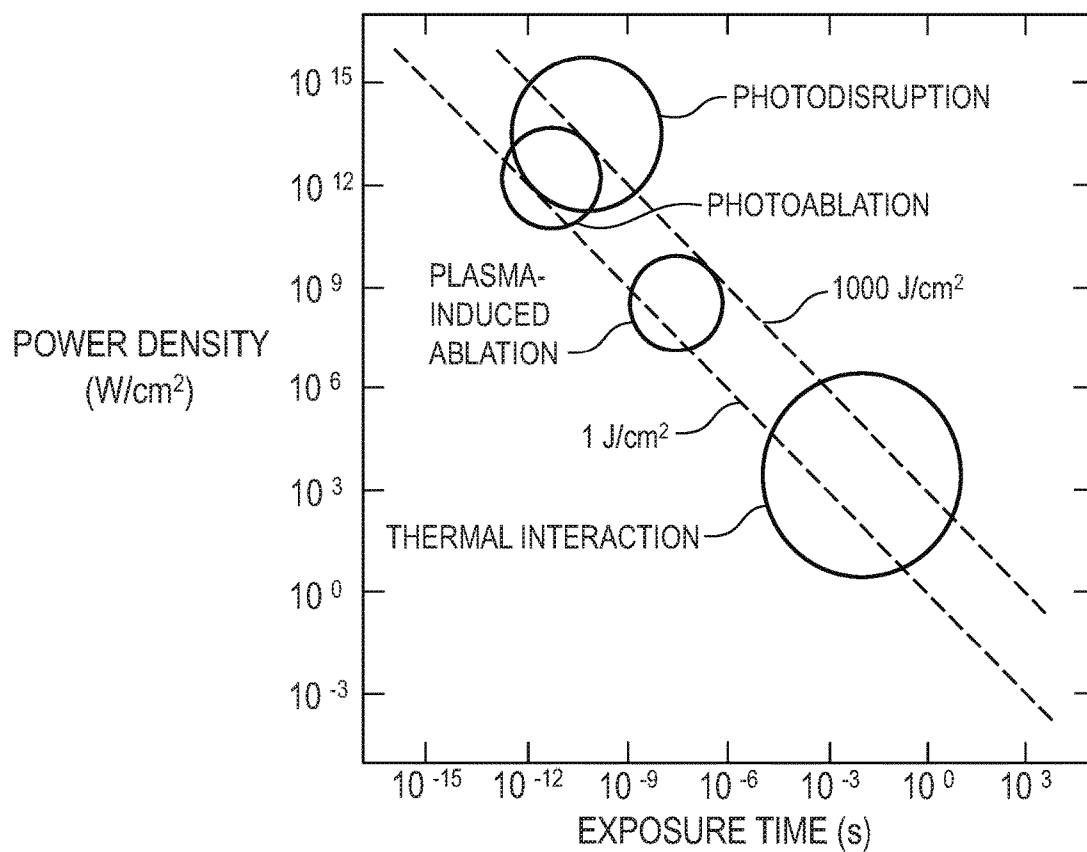 POWER DENSITY
(W/cm²)
10 15
10 12
10 9
10 6
10 3
10 0
10 -3
PHOTODISRUPTION
PHOTOABLATION
PLASMA-
INDUCED
ABLATION
1000 J/cm²
1 J/cm²
THERMAL INTERACTION
10 -15
10 -12
10 -9
10 -6
10 -3
10 0
10 3
EXPOSURE TIME (s)